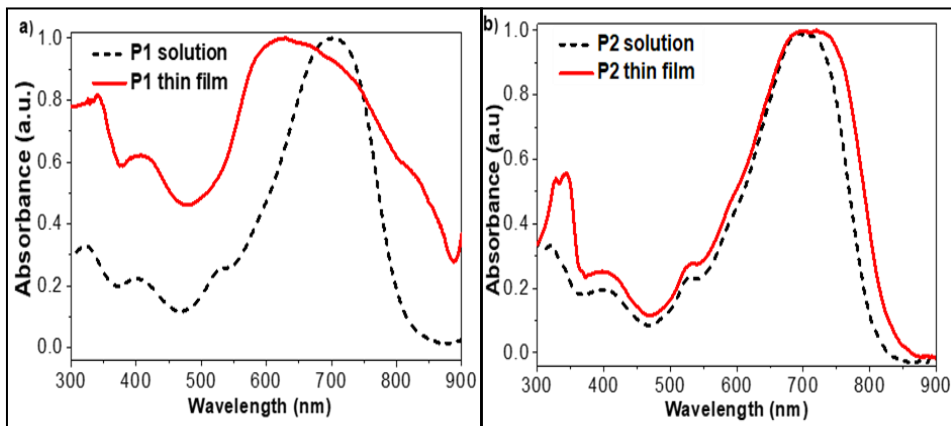 a)
P1 solution
P1 thin film
Absorbance (a.u.)
1.0
0.8
0.6
0.4
0.2
0.0
300 400 500 600 700 800 900
Wavelength (nm)
b)
P2 solution
P2 thin film
Absorbance (a.u)
1.0
0.8
0.6
0.4
0.2
0.0
300 400 500 600 700 800 900
Wavelength (nm)